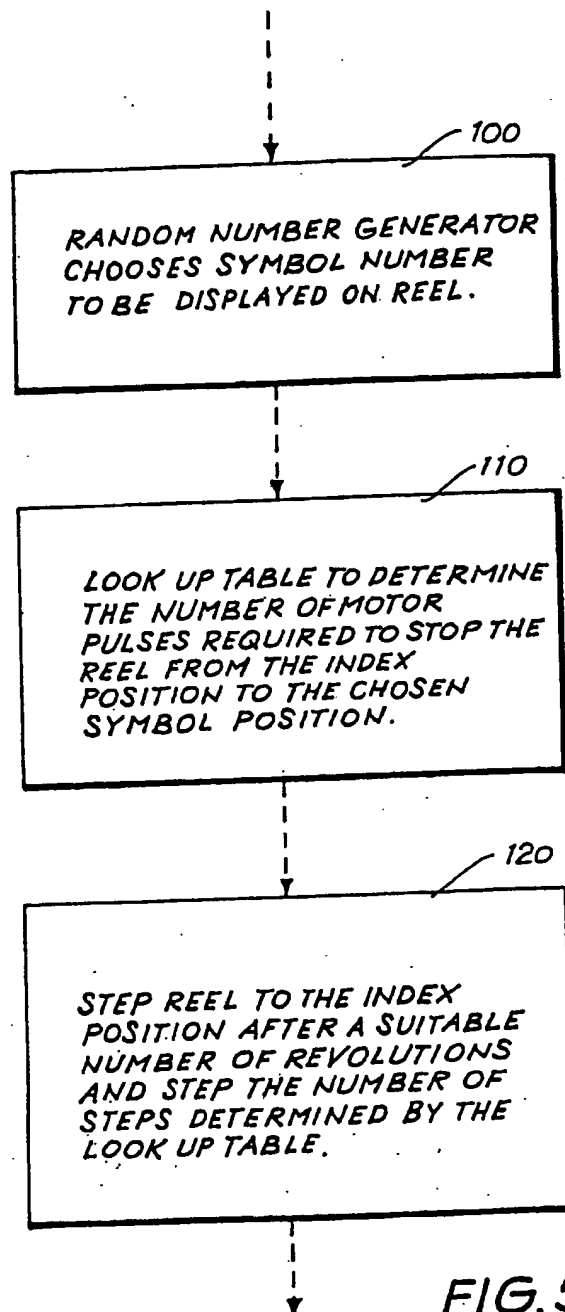 100
RANDOM NUMBER GENERATOR
CHOOSES SYMBOL NUMBER
TO BE DISPLAYED ON REEL.
110
LOOK UP TABLE TO DETERMINE
THE NUMBER OF MOTOR
PULSES REQUIRED TO STOP THE
REEL FROM THE INDEX
POSITION TO THE CHOSEN
SYMBOL POSITION.
120
STEP REEL TO THE INDEX
POSITION AFTER A SUITABLE
NUMBER OF REVOLUTIONS
AND STEP THE NUMBER OF
STEPS DETERMINED BY THE
LOOK UP TABLE.
FIG.